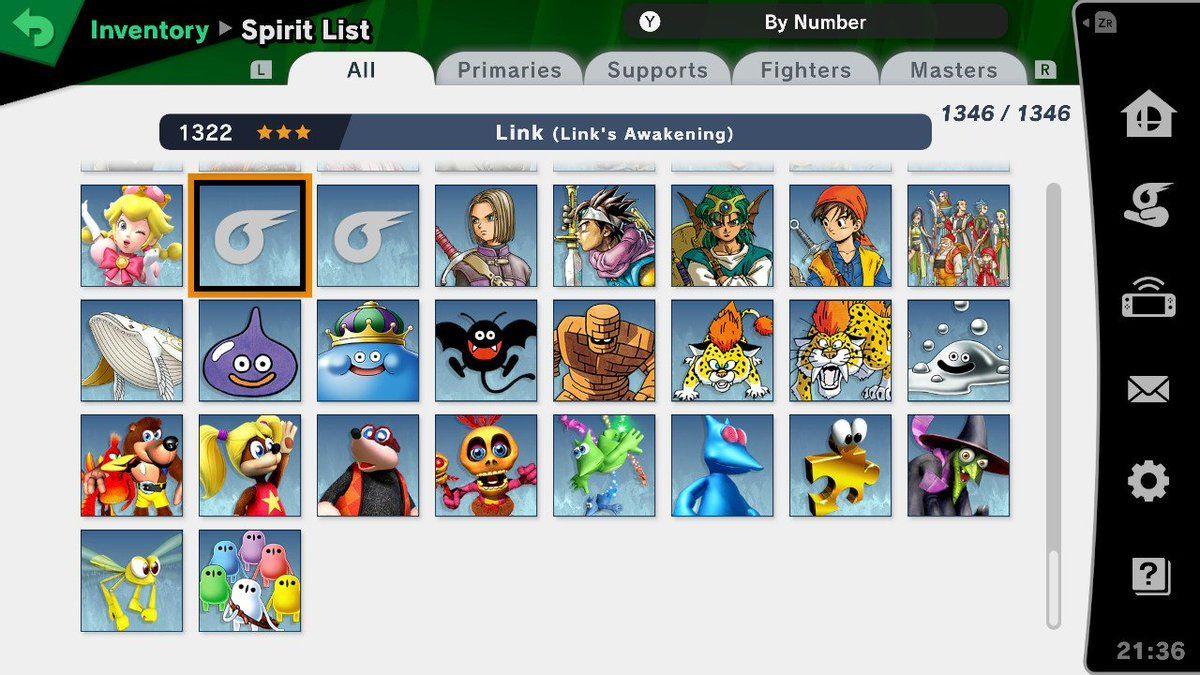 Inventory ▶ Spirit List
Y By Number
ZR
L All Primaries Supports Fighters Masters R
1346 / 1346
1322 ★★★ Link (Link's Awakening)
?
21:36